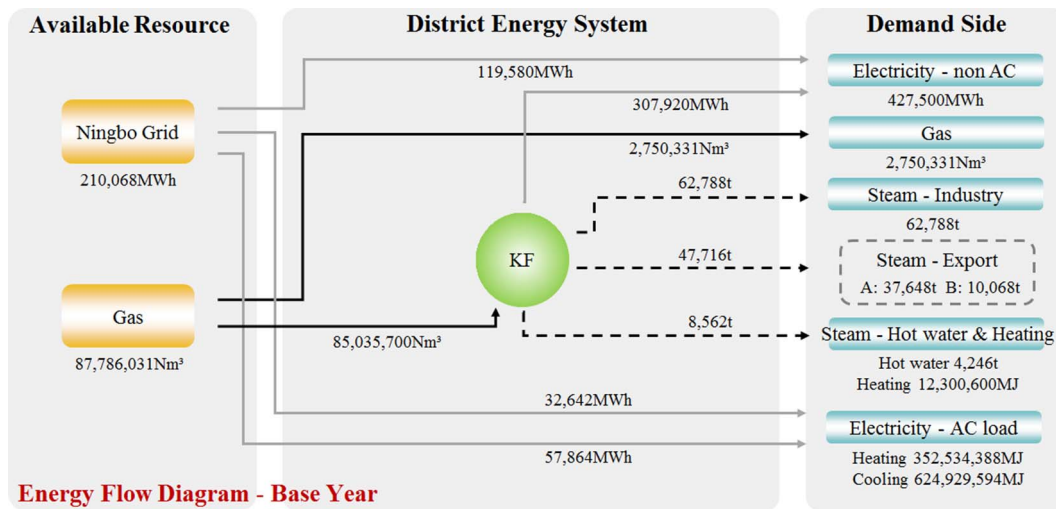 Available Resource
District Energy System
Demand Side
119,580MWh
Electricity - non AC
307,920MWh
427,500MWh
Ningbo Grid
210,068MWh
Gas
2,750,331Nm³
2,750,331Nm³
62,788t
Steam - Industry
62,788t
KF
47,716t
Steam - Export
A: 37,648t B: 10,068t
Gas
87,786,031Nm³
85,035,700Nm³
8,562t
Steam - Hot water & Heating
Hot water 4,246t
Heating 12,300,600MJ
32,642MWh
Electricity - AC load
57,864MWh
Heating 352,534,388MJ
Cooling 624,929,594MJ
Energy Flow Diagram - Base Year